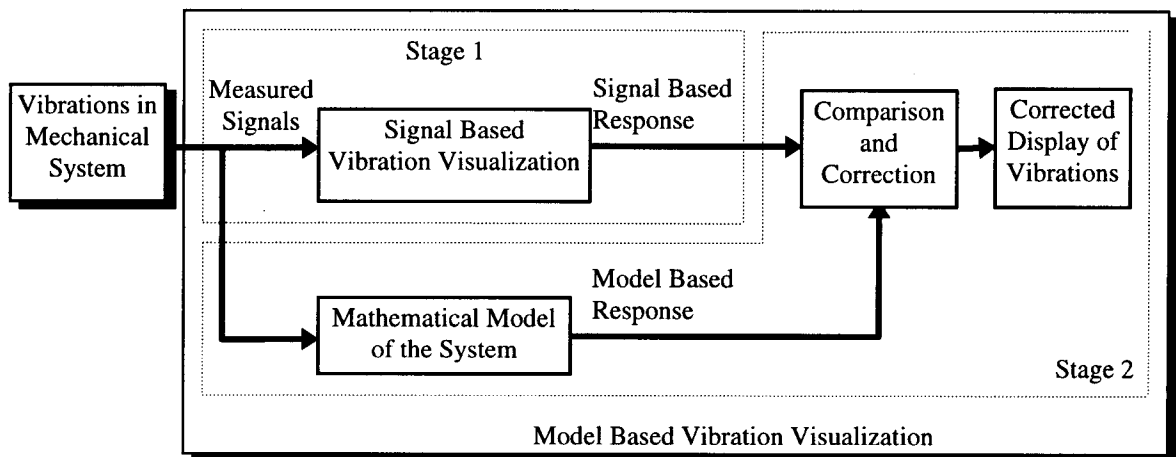 Stage 1
Vibrations in
Mechanical
System
Measured
Signals
Signal Based
Vibration Visualization
Signal Based
Response
Comparison
and
Correction
Corrected
Display of
Vibrations
Mathematical Model
of the System
Model Based
Response
Stage 2
Model Based Vibration Visualization